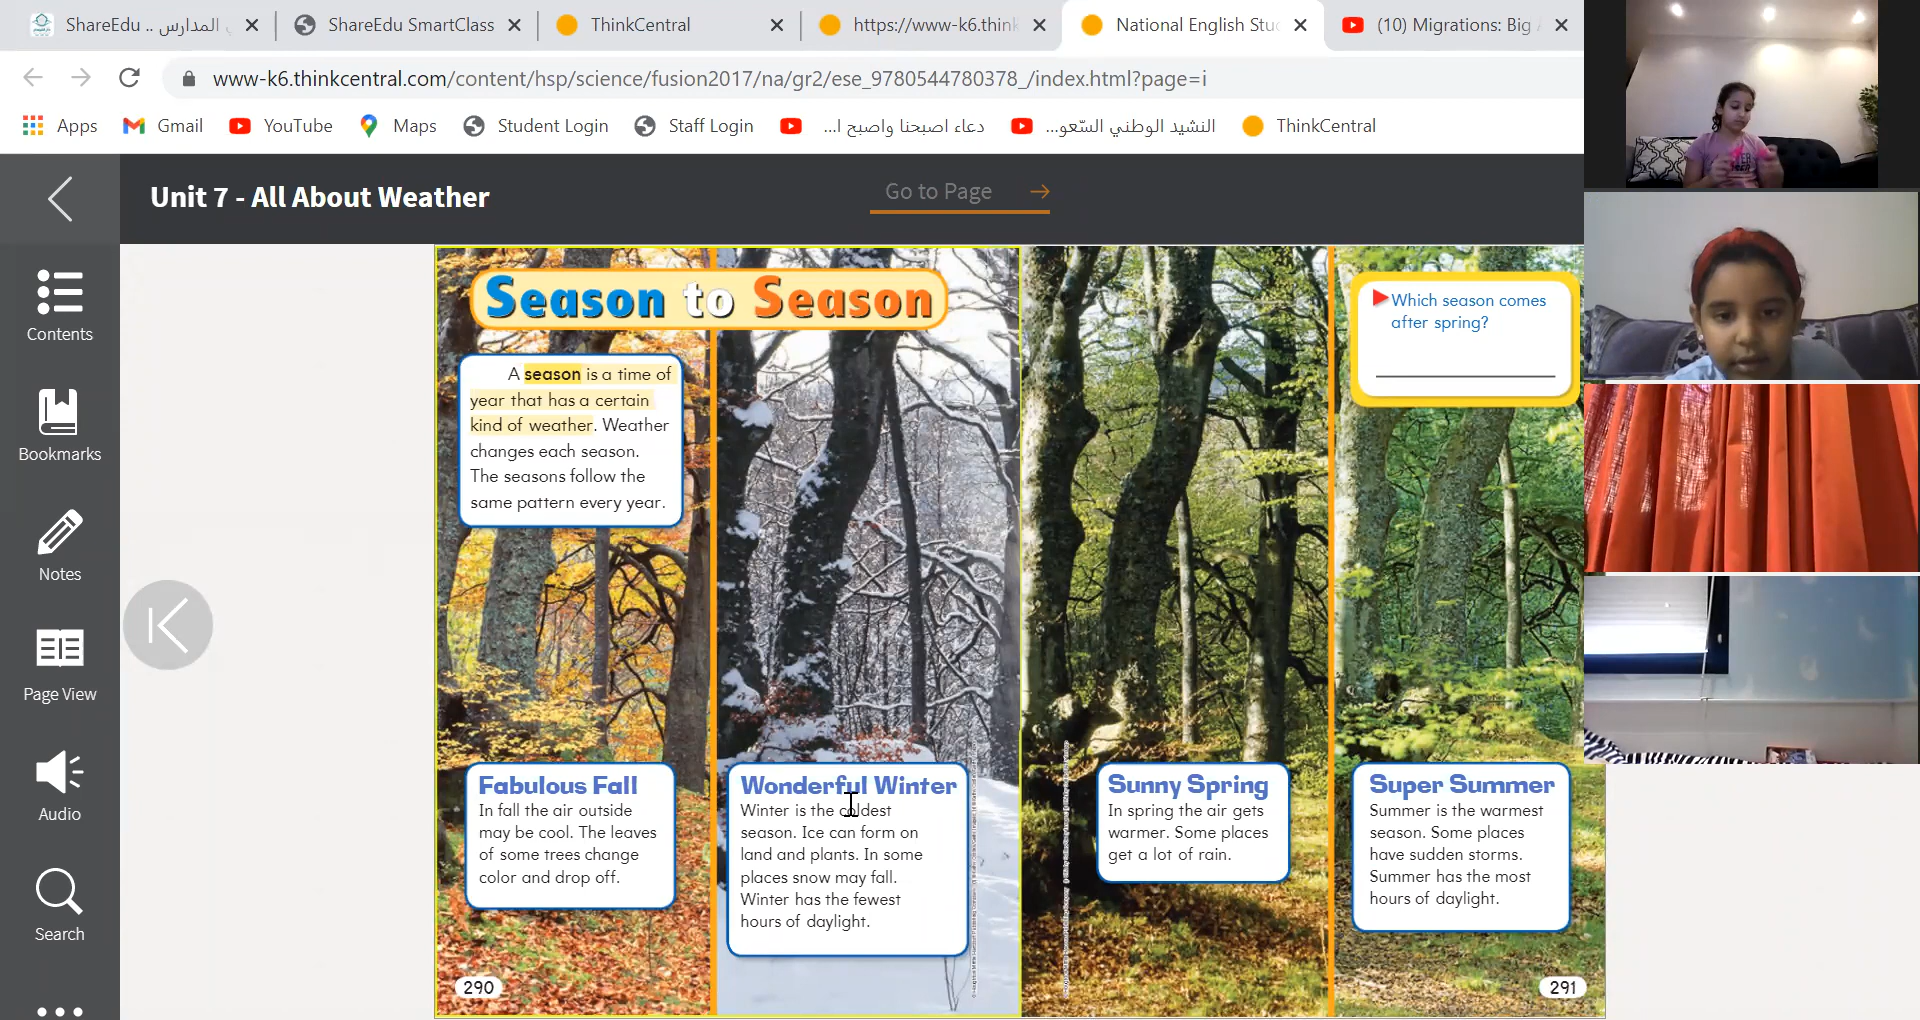 ShareEdu .. ي المدارس
ShareEdu SmartClass
ThinkCentral
https://www-k6.think
National English Stu
(10) Migrations: Big
www-k6.thinkcentral.com/content/hsp/science/fusion2017/na/gr2/ese_9780544780378_/index.html?page=i
Apps
Gmail
YouTube
Maps
Student Login
Staff Login
دعاء اصبحنا واصبح ا...
النشيد الوطني السّعو...
ThinkCentral
Unit 7 - All About Weather
Go to Page
Contents
Bookmarks
Notes
Page View
Audio
Search
Season to Season
A season is a time of
year that has a certain
kind of weather. Weather
changes each season.
The seasons follow the
same pattern every year.
Which season comes
after spring?
Fabulous Fall
In fall the air outside
may be cool. The leaves
of some trees change
color and drop off.
Wonderful Winter
Winter is the coldest
season. Ice can form on
land and plants. In some
places snow may fall.
Winter has the fewest
hours of daylight.
Sunny Spring
In spring the air gets
warmer. Some places
get a lot of rain.
Super Summer
Summer is the warmest
season. Some places
have sudden storms.
Summer has the most
hours of daylight.
290
291